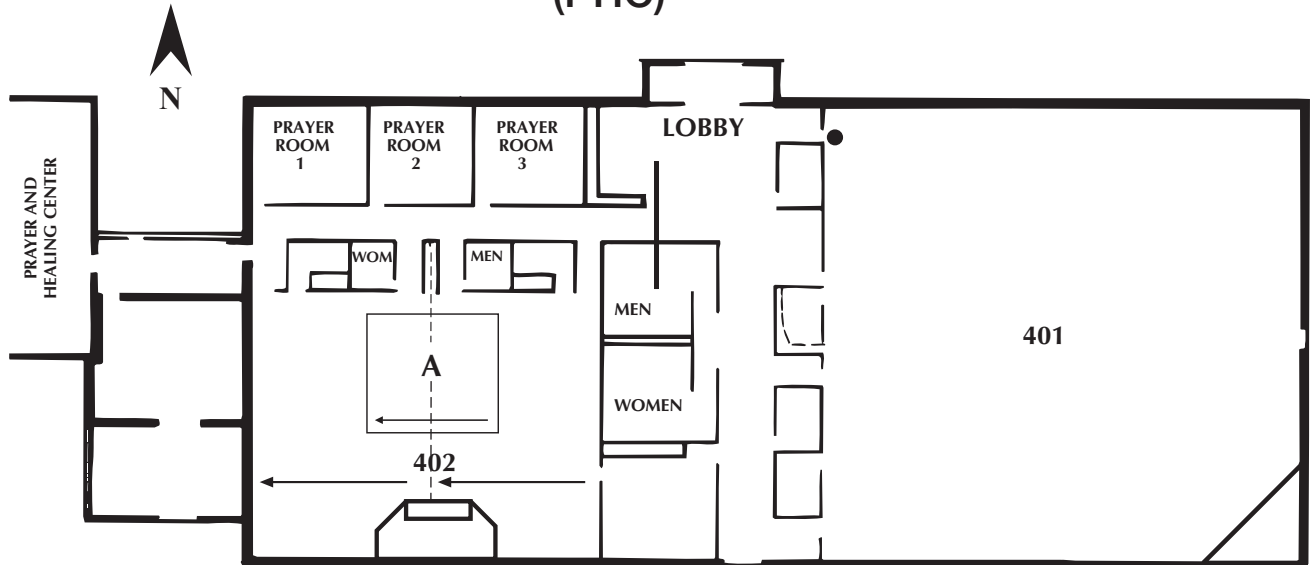 N
PRAYER
ROOM
1
PRAYER
ROOM
2
PRAYER
ROOM
3
LOBBY
PRAYER AND
HEALING CENTER
WOM
MEN
MEN
A
401
WOMEN
402